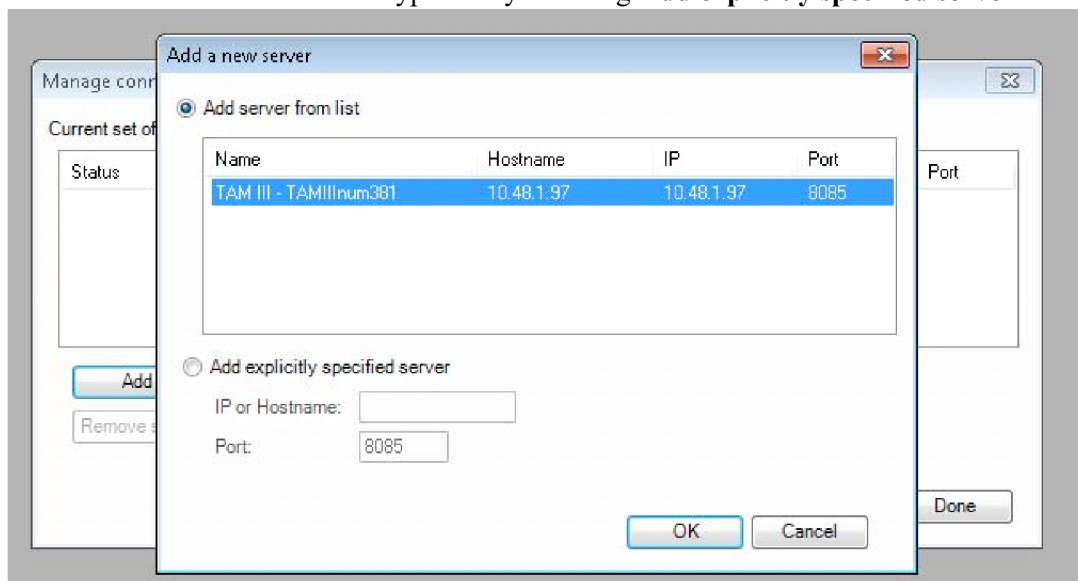 Add a new server
Manage conn
Add server from list
Current set of
Name Hostname IP Port
Status Port
TAM III - TAMIIInum381 10.48.1.97 10.48.1.97 8085
Add explicitly specified server
Add
IP or Hostname:
Remove s
Port: 8085
Done
OK Cancel